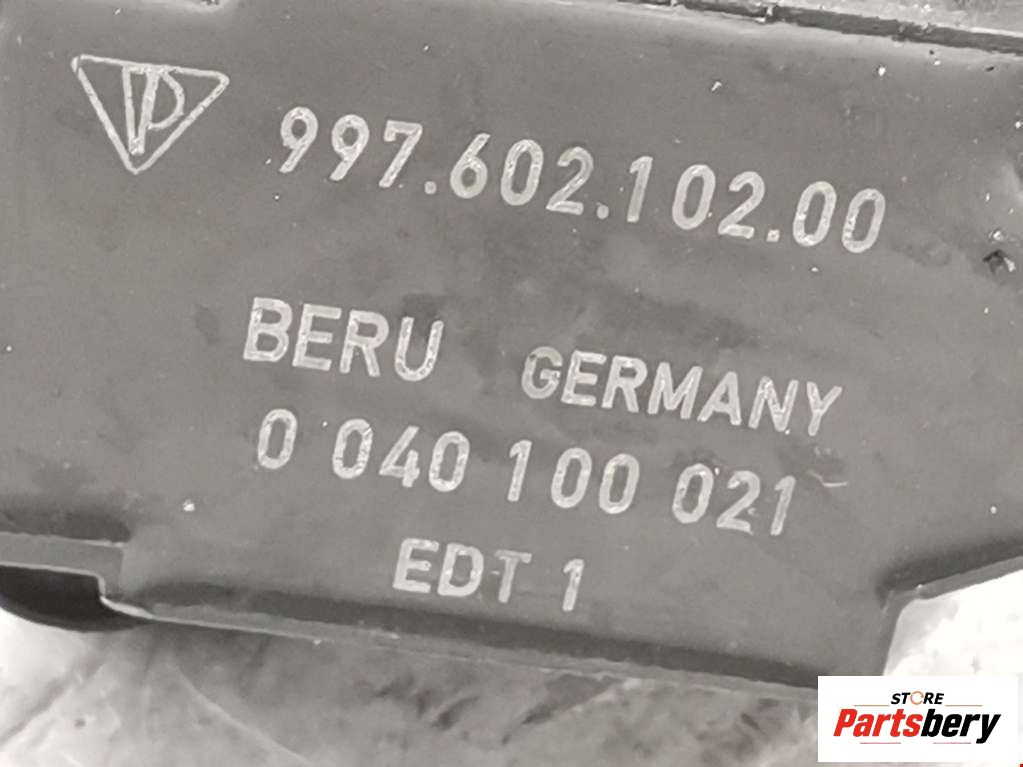 997.602.102.00
BERU GERMANY
0 040 100 021
EDT 1
STORE
Partsbery